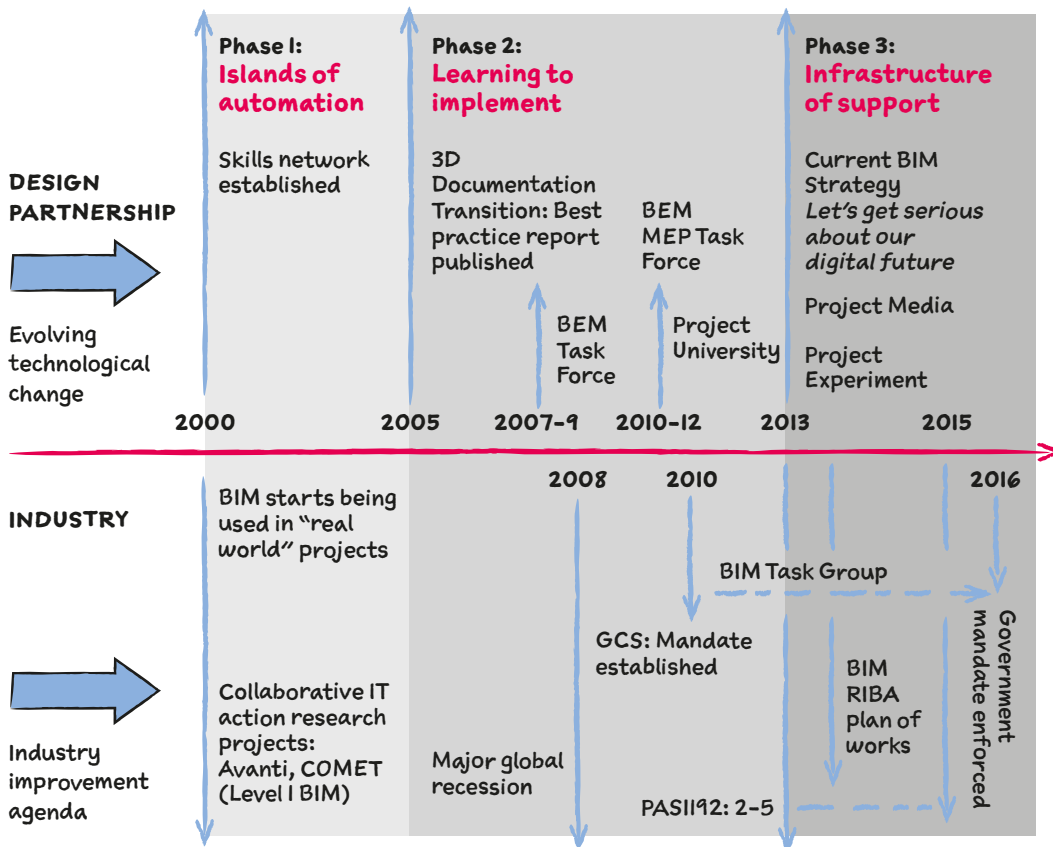 Phase 1:
Islands of
automation
Phase 2:
Learning to
implement
Phase 3:
Infrastructure
of support
DESIGN
PARTNERSHIP
Evolving
technological
change
Skills network
established
3D
Documentation
Transition: Best
practice report
published
BEM
Task
Force
BEM
MEP Task
Force
Project
University
Current BIM
Strategy
Let's get serious
about our
digital future
Project Media
Project
Experiment
2000
2005
2007-9
2010-12
2013
2015
2008
2010
2016
INDUSTRY
Industry
improvement
agenda
BIM starts being
used in "real
world" projects
Collaborative IT
action research
projects:
Avanti, COMET
(Level 1 BIM)
Major global
recession
GCS: Mandate
established
BIM Task Group
BIM
RIBA
plan of
works
PAS1192: 2-5
Government
mandate enforced